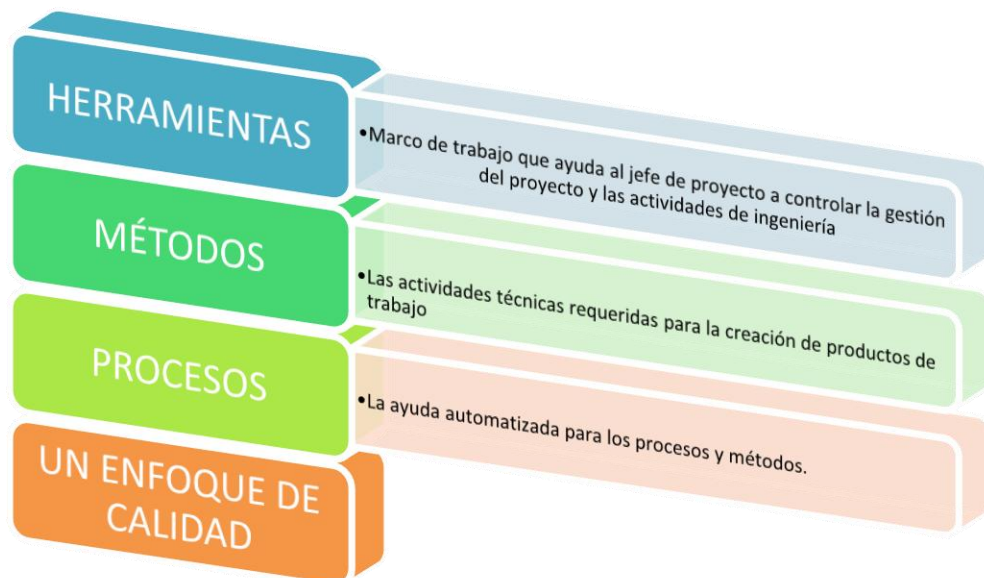 HERRAMIENTAS
•Marco de trabajo que ayuda al jefe de proyecto a controlar la gestión
del proyecto y las actividades de ingeniería
MÉTODOS
•Las actividades técnicas requeridas para la creación de productos de
trabajo
PROCESOS
•La ayuda automatizada para los procesos y métodos.
UN ENFOQUE DE
CALIDAD